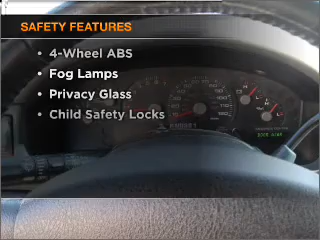 SAFETY FEATURES
• 4-Wheel ABS
• Fog Lamps
• Privacy Glass
• Child Safety Locks